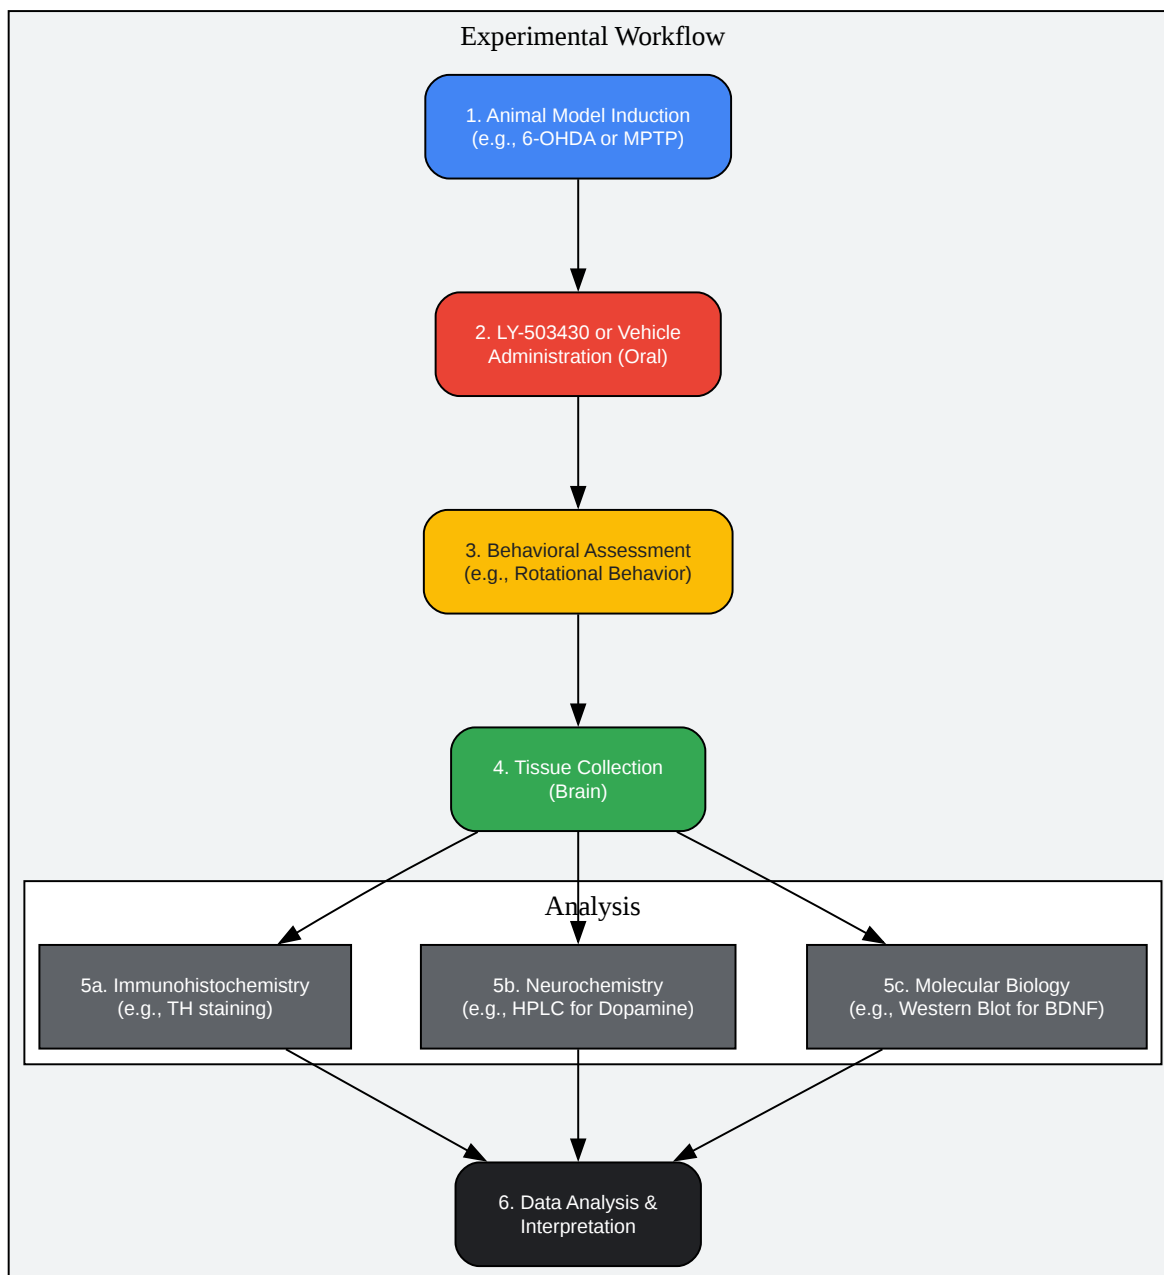 Experimental Workflow
1. Animal Model Induction
(e.g., 6-OHDA or MPTP)
2. LY-503430 or Vehicle
Administration (Oral)
3. Behavioral Assessment
(e.g., Rotational Behavior)
4. Tissue Collection
(Brain)
Analysis
5a. Immunohistochemistry
(e.g., TH staining)
5b. Neurochemistry
(e.g., HPLC for Dopamine)
5c. Molecular Biology
(e.g., Western Blot for BDNF)
6. Data Analysis &
Interpretation